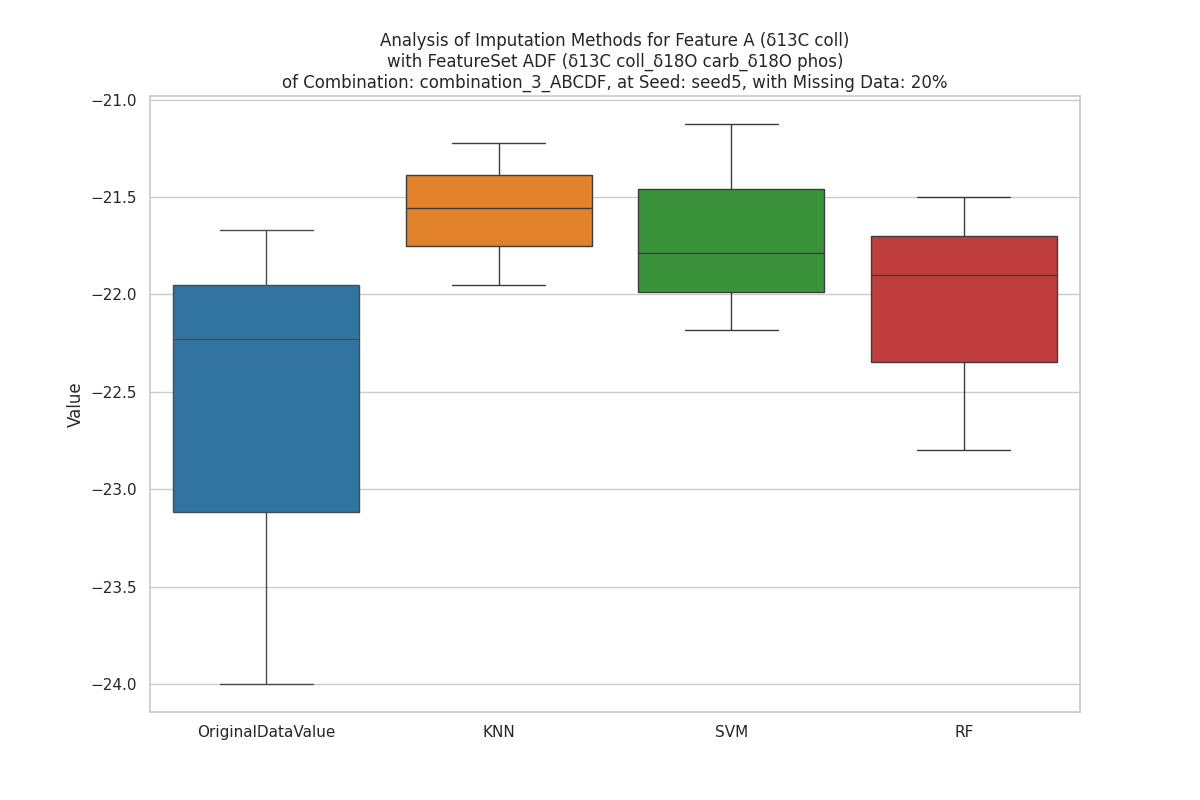 Analysis of Imputation Methods for Feature A (δ13C coll)
with FeatureSet ADF (δ13C coll_δ18O carb_δ18O phos)
of Combination: combination_3_ABCDF, at Seed: seed5, with Missing Data: 20%
−21.0
−21.5
−22.0
−22.5
−23.0
−23.5
−24.0
Value
OriginalDataValue
KNN
SVM
RF